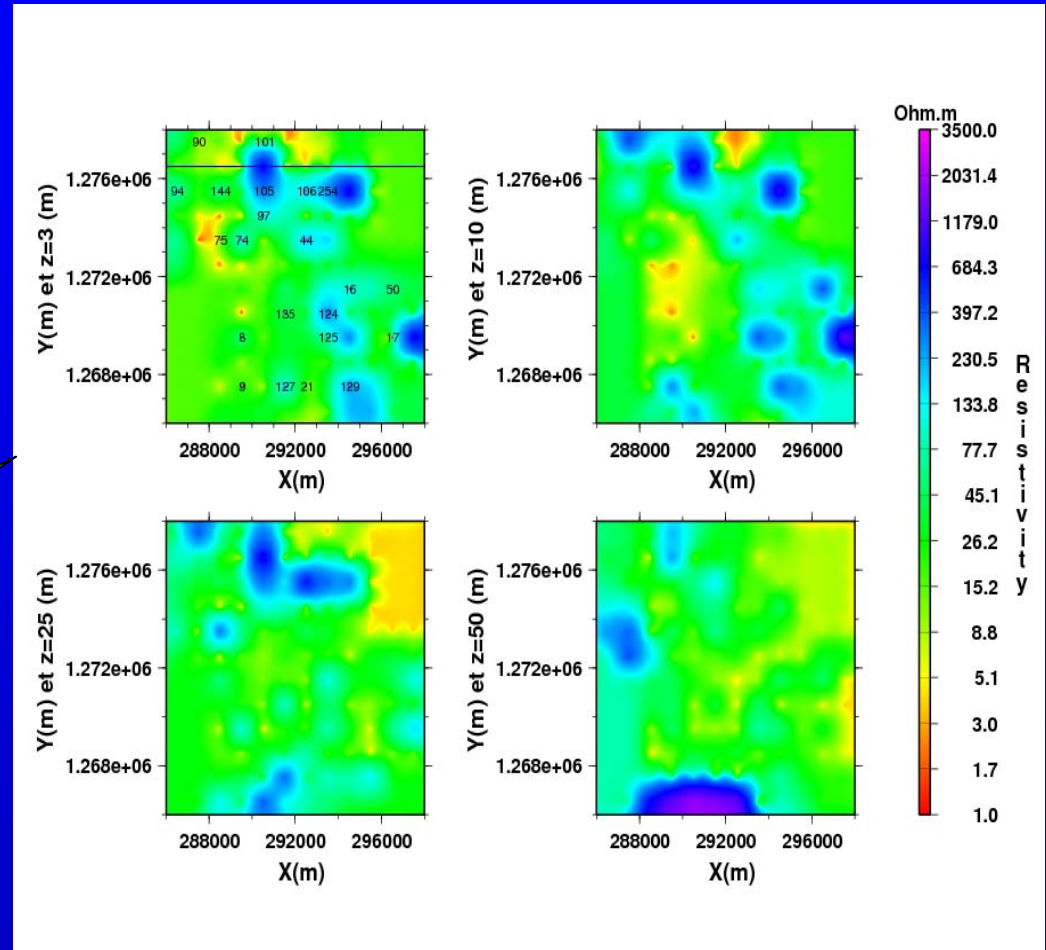 Ohm.m
3500.0
2031.4
1179.0
684.3
397.2
230.5
133.8
77.7
45.1
26.2
15.2
8.8
5.1
3.0
1.7
1.0
Resistivity
Y(m) et z=3 (m)
1.276e+06
1.272e+06
1.268e+06
90 101
94 144 105 106 254
97
75 74 44
16 50
135 124
8 125 17
9 127 21 129
288000 292000 296000
X(m)
Y(m) et z=10 (m)
1.276e+06
1.272e+06
1.268e+06
288000 292000 296000
X(m)
Y(m) et z=25 (m)
1.276e+06
1.272e+06
1.268e+06
288000 292000 296000
X(m)
Y(m) et z=50 (m)
1.276e+06
1.272e+06
1.268e+06
288000 292000 296000
X(m)